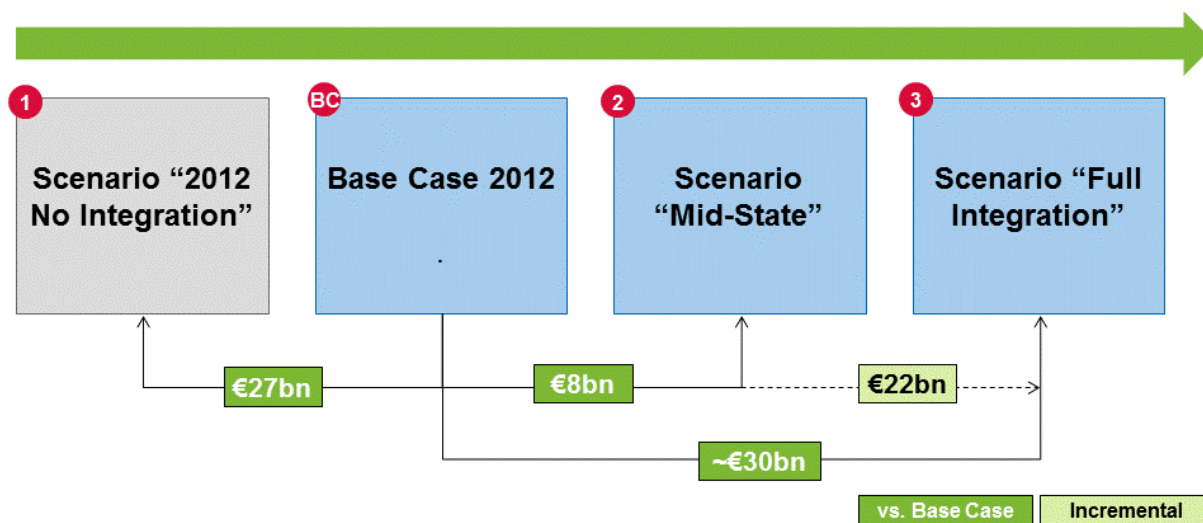 1
BC
2
3
Scenario “2012
No Integration”
Base Case 2012
.
Scenario
“Mid-State”
Scenario “Full
Integration”
€27bn
€8bn
€22bn
~€30bn
vs. Base Case
Incremental